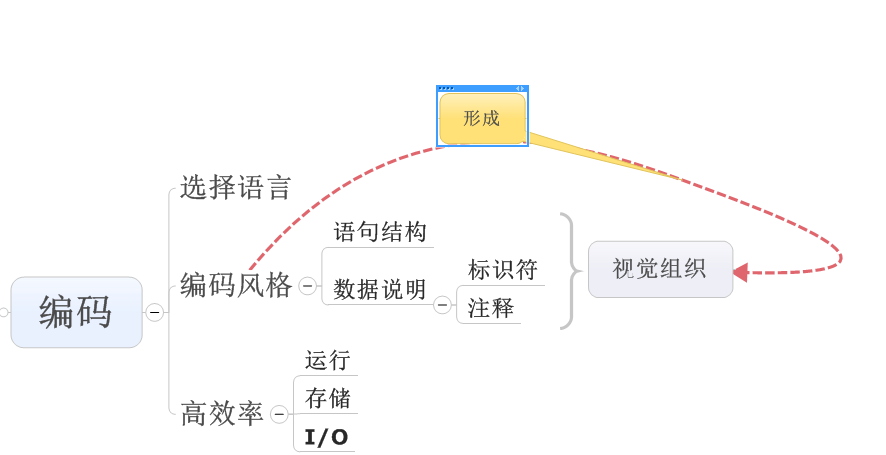 形成
选择语言
语句结构
编码风格
数据说明
标识符
注释
视觉组织
编码
运行
高效率
存储
I/O